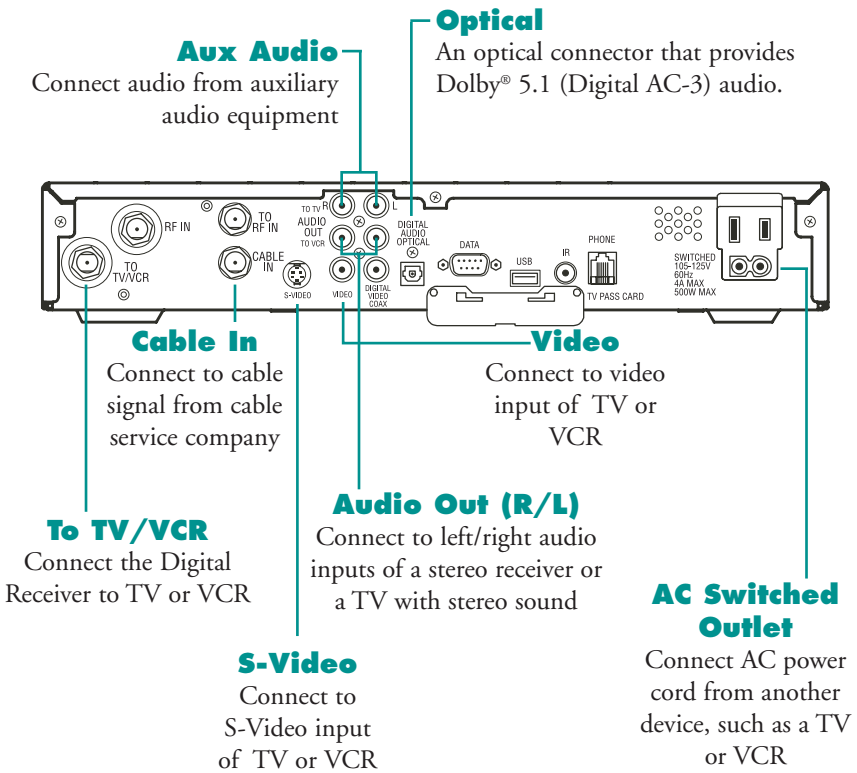 Optical
An optical connector that provides
Dolby® 5.1 (Digital AC-3) audio.
Aux Audio
Connect audio from auxiliary
audio equipment
RF IN
TO
TV/VCR
TO
RF IN
CABLE
IN
S-VIDEO
TO TV
R
L
AUDIO
OUT
TO VCR
VIDEO
DIGITAL
VIDEO
COAX
DIGITAL
AUDIO
OPTICAL
DATA
USB
IR
PHONE
TV PASS CARD
SWITCHED
105-125V
60Hz
4A MAX
500W MAX
Cable In
Connect to cable
signal from cable
service company
Video
Connect to video
input of TV or
VCR
To TV/VCR
Connect the Digital
Receiver to TV or VCR
Audio Out (R/L)
Connect to left/right audio
inputs of a stereo receiver or
a TV with stereo sound
S-Video
Connect to
S-Video input
of TV or VCR
AC Switched
Outlet
Connect AC power
cord from another
device, such as a TV
or VCR